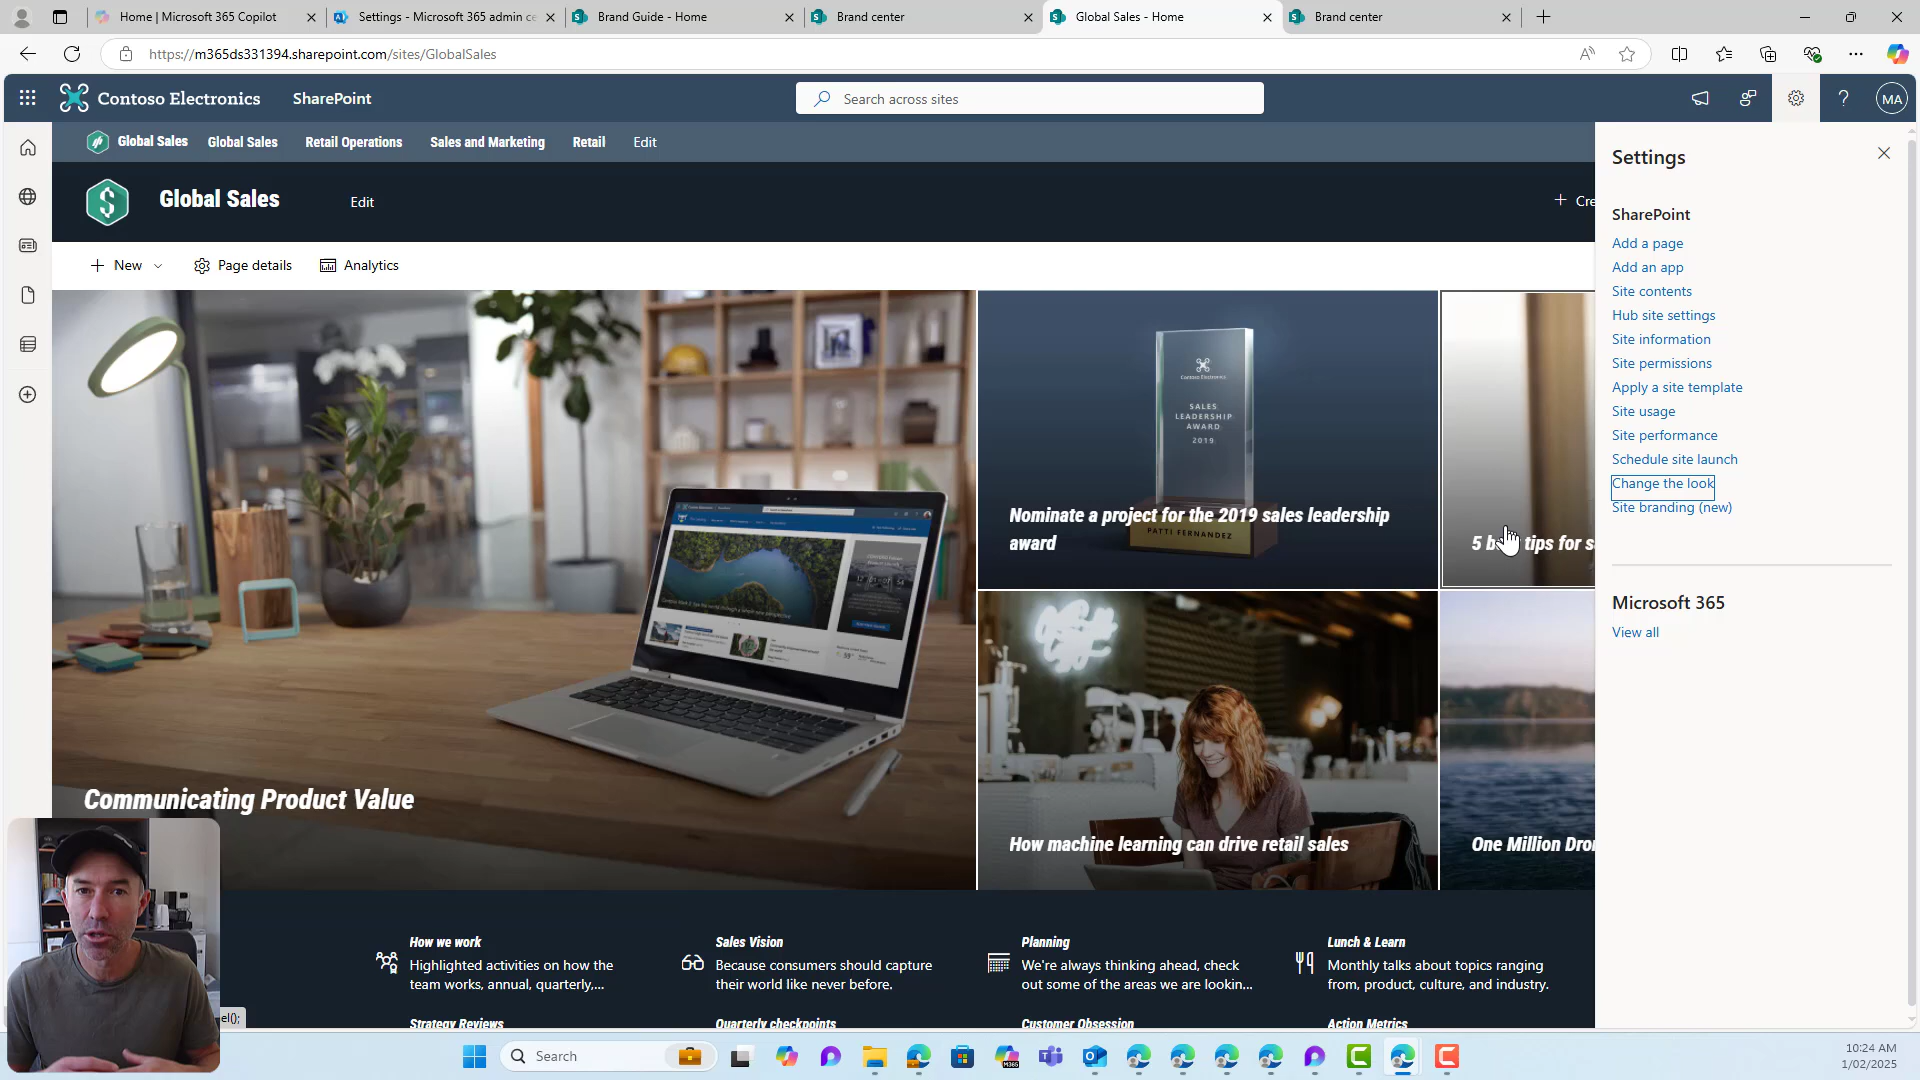 Home | Microsoft 365 Copilot
Settings - Microsoft 365 admin ce
Brand Guide - Home
Brand center
Global Sales - Home
Brand center
https://m365ds331394.sharepoint.com/sites/GlobalSales
Contoso Electronics
SharePoint
Search across sites
MA
Global Sales
Global Sales
Retail Operations
Sales and Marketing
Retail
Edit
Global Sales
Edit
+ Cre
New
Page details
Analytics
Settings
SharePoint
Add a page
Add an app
Site contents
Hub site settings
Site information
Site permissions
Apply a site template
Site usage
Site performance
Schedule site launch
Change the look
Site branding (new)
Microsoft 365
View all
Contoso Electronics
SALES
LEADERSHIP
AWARD
2019
PATTI FERNANDEZ
Nominate a project for the 2019 sales leadership
award
5 b tips for s
Communicating Product Value
How machine learning can drive retail sales
One Million Dro
How we work
Highlighted activities on how the
team works, annual, quarterly,...
Sales Vision
Because consumers should capture
their world like never before.
Planning
We're always thinking ahead, check
out some of the areas we are lookin...
Lunch & Learn
Monthly talks about topics ranging
from, product, culture, and industry.
Strategy Reviews
Quarterly checkpoints
Customer Obsession
Action Metrics
el();
Search
M365
10:24 AM
1/02/2025